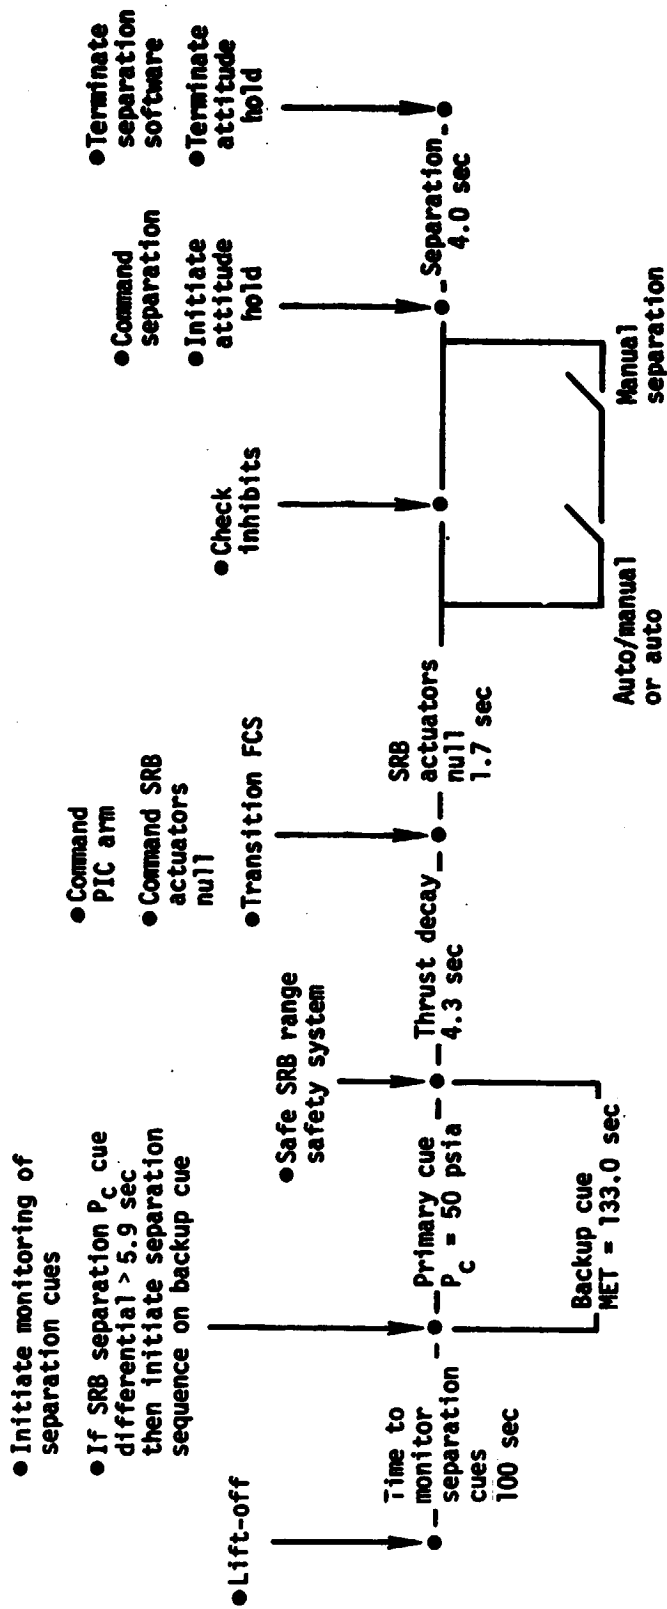 ●Lift-off
Time to
monitor
separation
cues
100 sec
●Initiate monitoring of
separation cues
●If SRB separation Pc cue
differential > 5.9 sec
then initiate separation
sequence on backup cue
Primary cue
Pc = 50 psia
Backup cue
MET = 133.0 sec
●Safe SRB range
safety system
Thrust decay
4.3 sec
●Command
PIC arm
●Command SRB
actuators
null
●Transition FCS
SRB
actuators
null
1.7 sec
●Check
inhibits
Auto/manual
or auto
Manual
separation
●Command
separation
●Initiate
attitude
hold
Separation
4.0 sec
●Terminate
separation
software
●Terminate
attitude
hold